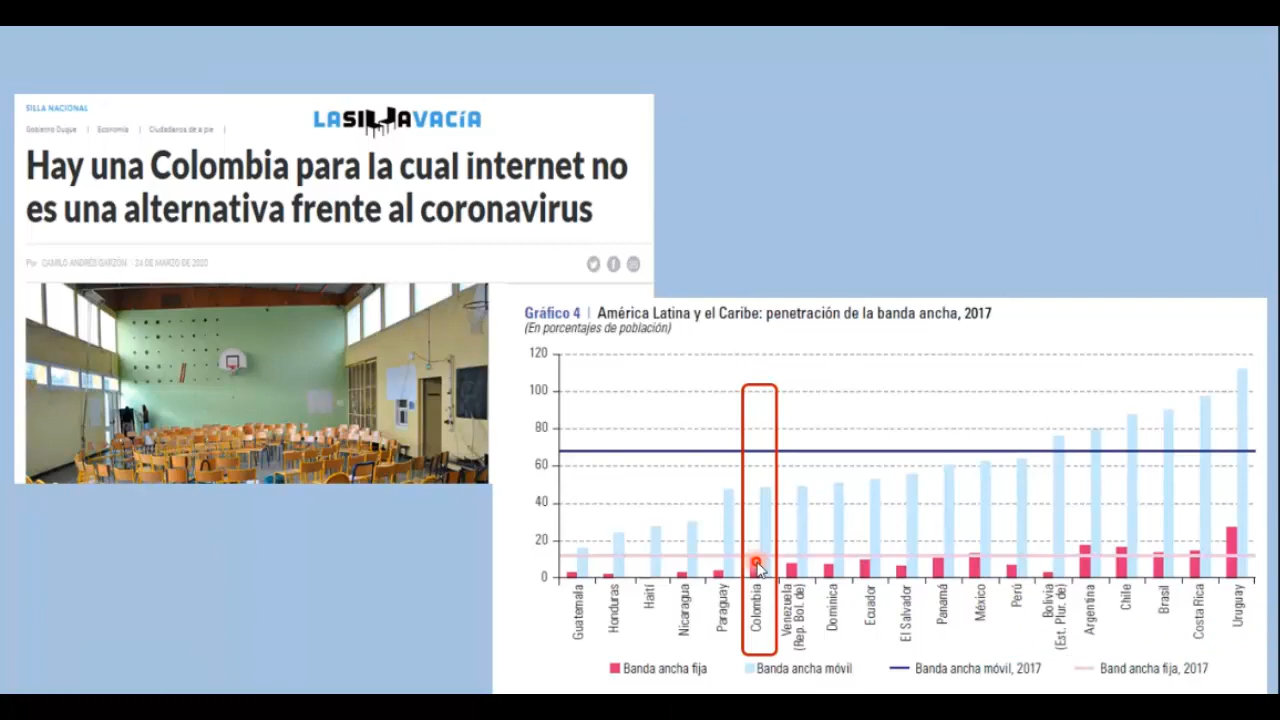 SILLA NACIONAL
LASILLAVACÍA
Gobierno Duque | Economía | Ciudadanos de a pie |
Hay una Colombia para la cual internet no
es una alternativa frente al coronavirus
Por CAMILO ANDRÉS GARZÓN · 24 DE MARZO DE 2020
Gráfico 4 | América Latina y el Caribe: penetración de la banda ancha, 2017
(En porcentajes de población)
120
100
80
60
40
20
0
Guatemala
Honduras
Haití
Nicaragua
Paraguay
Colombia
Venezuela
(Rep. Bol. de)
Dominica
Ecuador
El Salvador
Panamá
México
Perú
Bolivia
(Est. Plur. de)
Argentina
Chile
Brasil
Costa Rica
Uruguay
Banda ancha fija
Banda ancha móvil
Banda ancha móvil, 2017
Band ancha fija, 2017